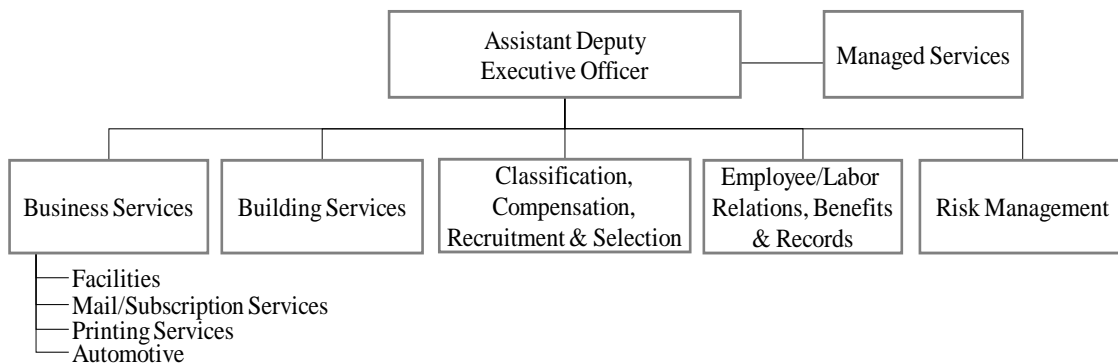 Assistant Deputy
Executive Officer
Managed Services
Business Services
Building Services
Classification,
Compensation,
Recruitment & Selection
Employee/Labor
Relations, Benefits
& Records
Risk Management
Facilities
Mail/Subscription Services
Printing Services
Automotive